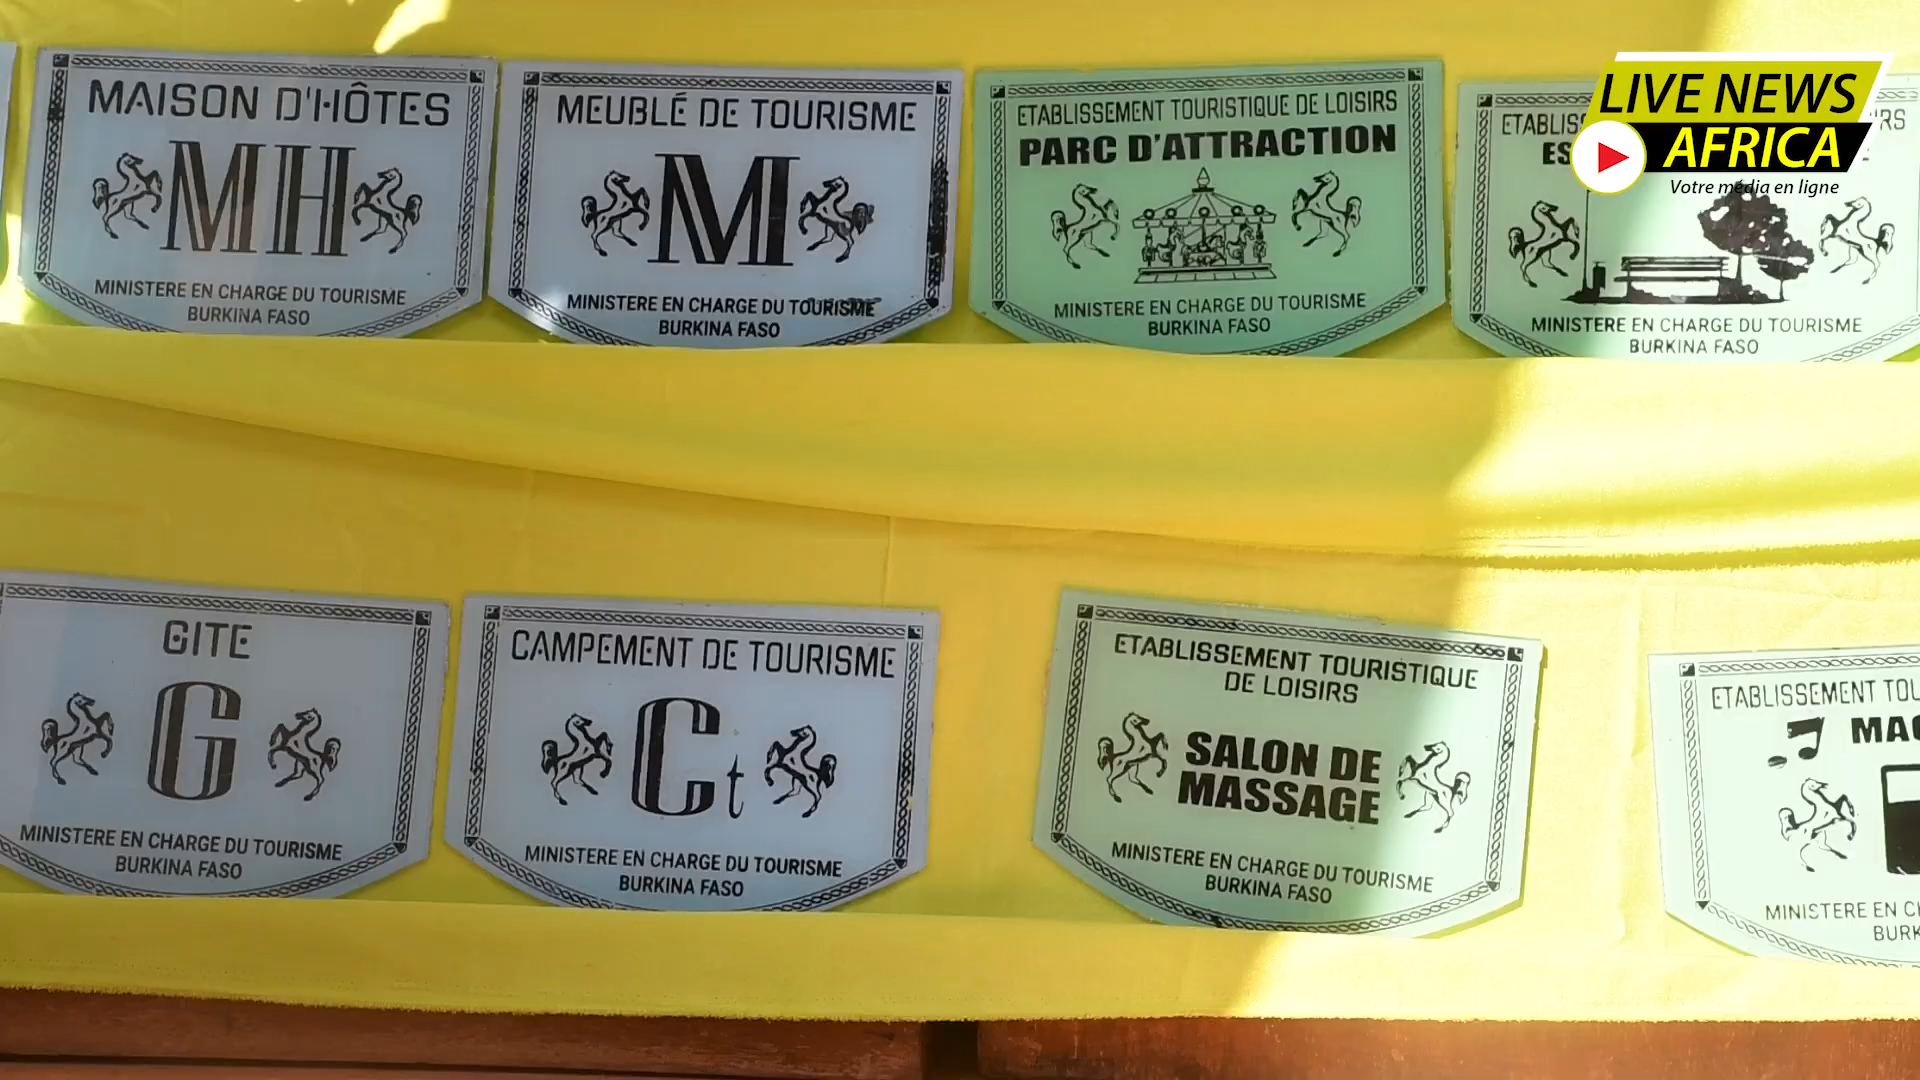 MAISON D'HÔTES
MH
MINISTERE EN CHARGE DU TOURISME
BURKINA FASO
MEUBLÉ DE TOURISME
M
MINISTERE EN CHARGE DU TOURISME
BURKINA FASO
ETABLISSEMENT TOURISTIQUE DE LOISIRS
PARC D'ATTRACTION
MINISTERE EN CHARGE DU TOURISME
BURKINA FASO
MINISTERE EN CHARGE DU TOURISME
BURKINA FASO
LIVE NEWS
AFRICA
Votre média en ligne
GITE
G
MINISTERE EN CHARGE DU TOURISME
BURKINA FASO
CAMPEMENT DE TOURISME
Ct
MINISTERE EN CHARGE DU TOURISME
BURKINA FASO
ETABLISSEMENT TOURISTIQUE
DE LOISIRS
SALON DE
MASSAGE
MINISTERE EN CHARGE DU TOURISME
BURKINA FASO
ETABLISSEMENT
MINISTERE EN